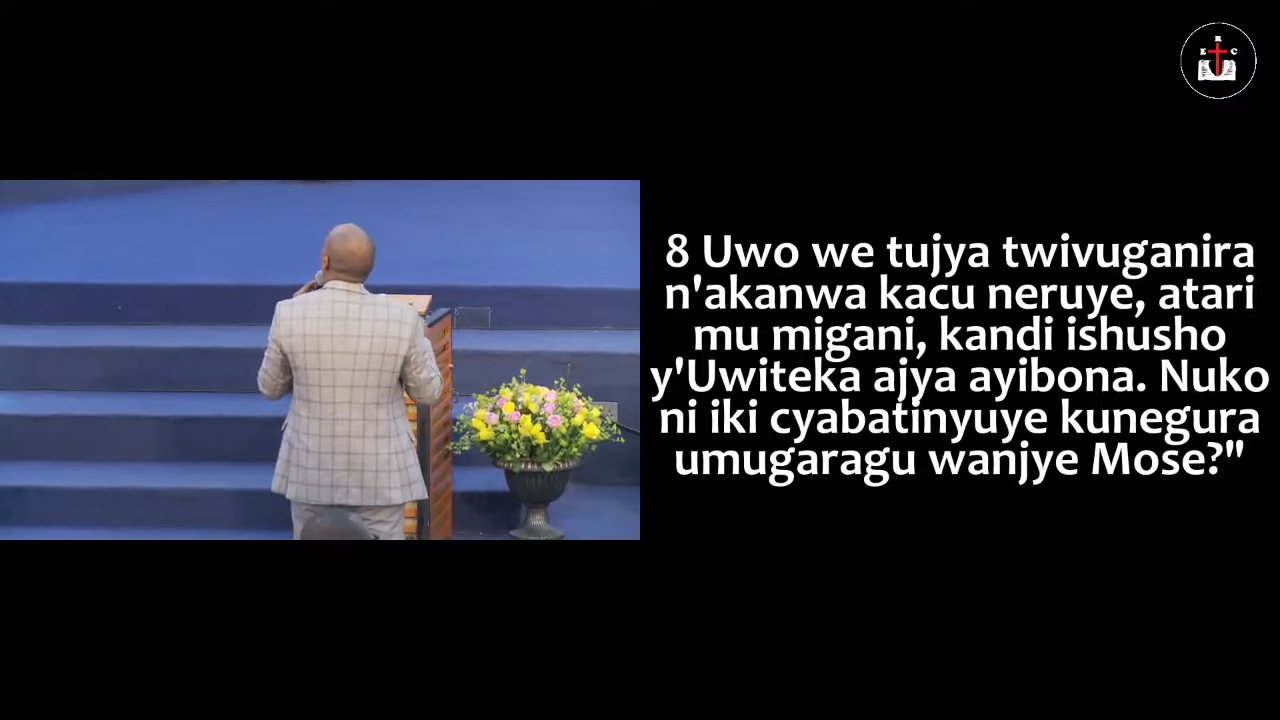 E R C
8 Uwo we tujya twivuganira
n'akanwa kacu neruye, atari
mu migani, kandi ishusho
y'Uwiteka ajya ayibona. Nuko
ni iki cyabatinyuye kunegura
umugaragu wanjye Mose?"